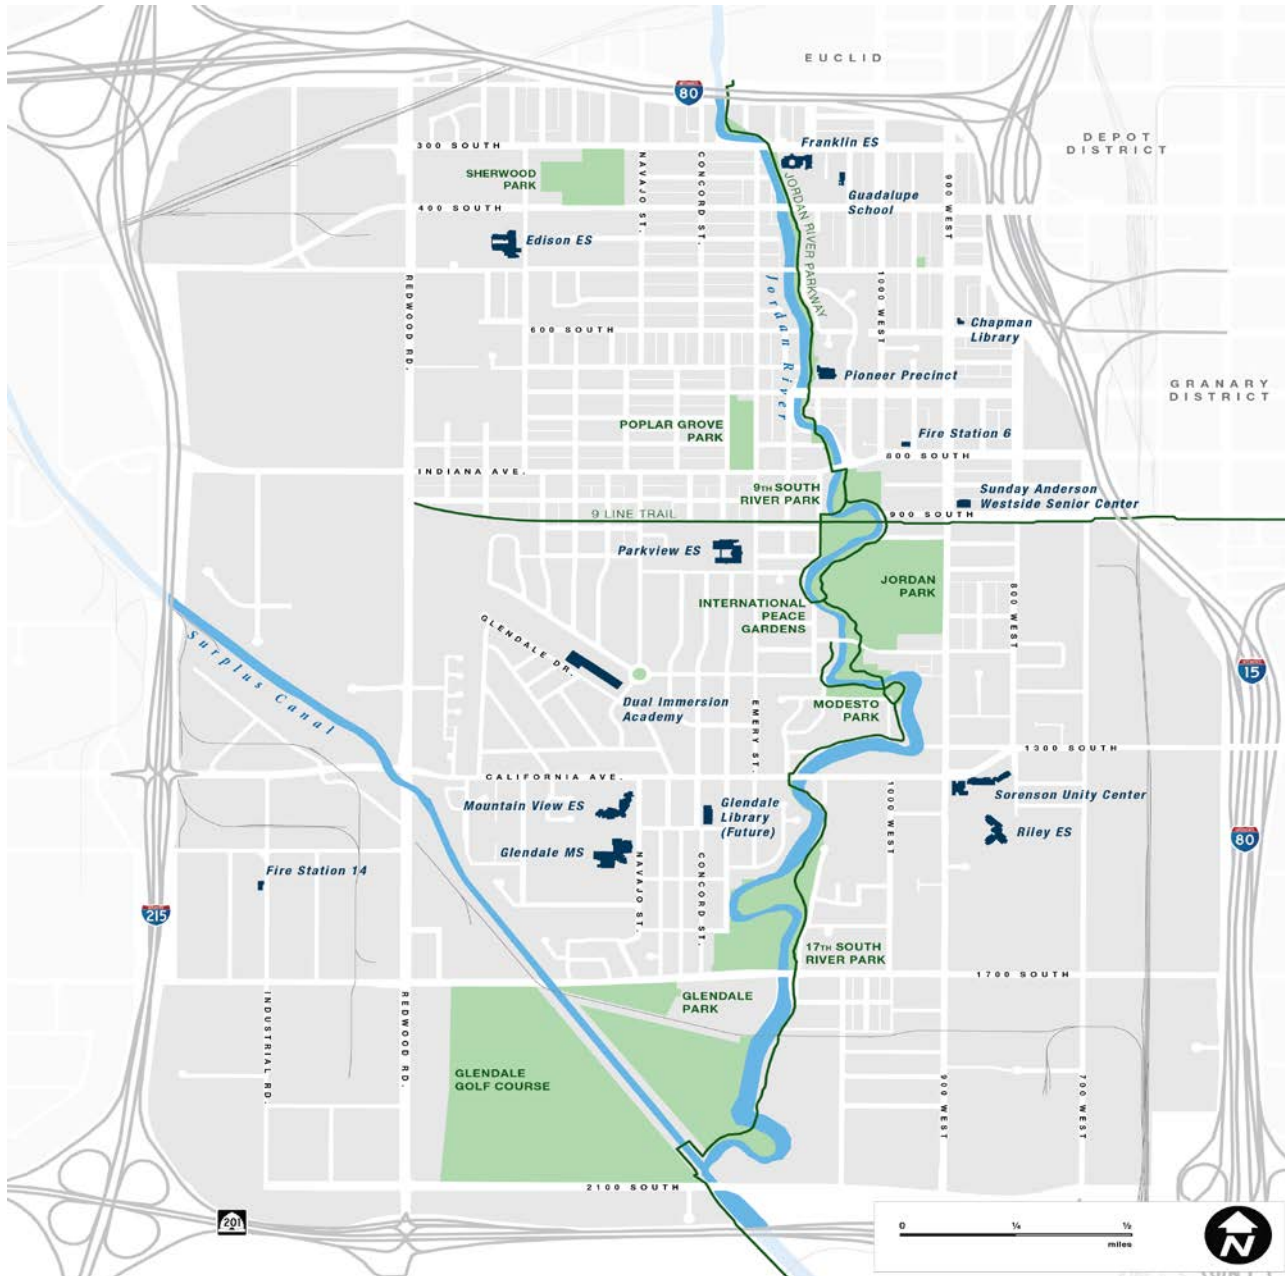 EUCLID
80
DEPOT
DISTRICT
300 SOUTH
Franklin ES
SHERWOOD
PARK
NAVAJO ST.
CONCORD ST.
JORDAN RIVER PARKWAY
Guadalupe
School
900 WEST
400 SOUTH
Edison ES
REDWOOD RD.
Jordan River
1000 WEST
600 SOUTH
Chapman
Library
Pioneer Precinct
GRANARY
DISTRICT
POPLAR GROVE
PARK
Fire Station 6
800 SOUTH
INDIANA AVE.
9TH SOUTH
RIVER PARK
Sunday Anderson
Westside Senior Center
9 LINE TRAIL
900 SOUTH
Parkview ES
JORDAN
PARK
INTERNATIONAL
PEACE
GARDENS
800 WEST
GLENDALE DR.
Surplus Canal
15
Dual Immersion
Academy
EMERY ST.
MODESTO
PARK
1300 SOUTH
CALIFORNIA AVE.
Mountain View ES
Glendale
Library
(Future)
1000 WEST
Sorenson Unity Center
Riley ES
80
Glendale MS
NAVAJO ST.
CONCORD ST.
Fire Station 14
215
17TH SOUTH
RIVER PARK
1700 SOUTH
GLENDALE
PARK
INDUSTRIAL RD.
REDWOOD RD.
GLENDALE
GOLF COURSE
900 WEST
700 WEST
2100 SOUTH
201
0 ¼ ½
miles
N